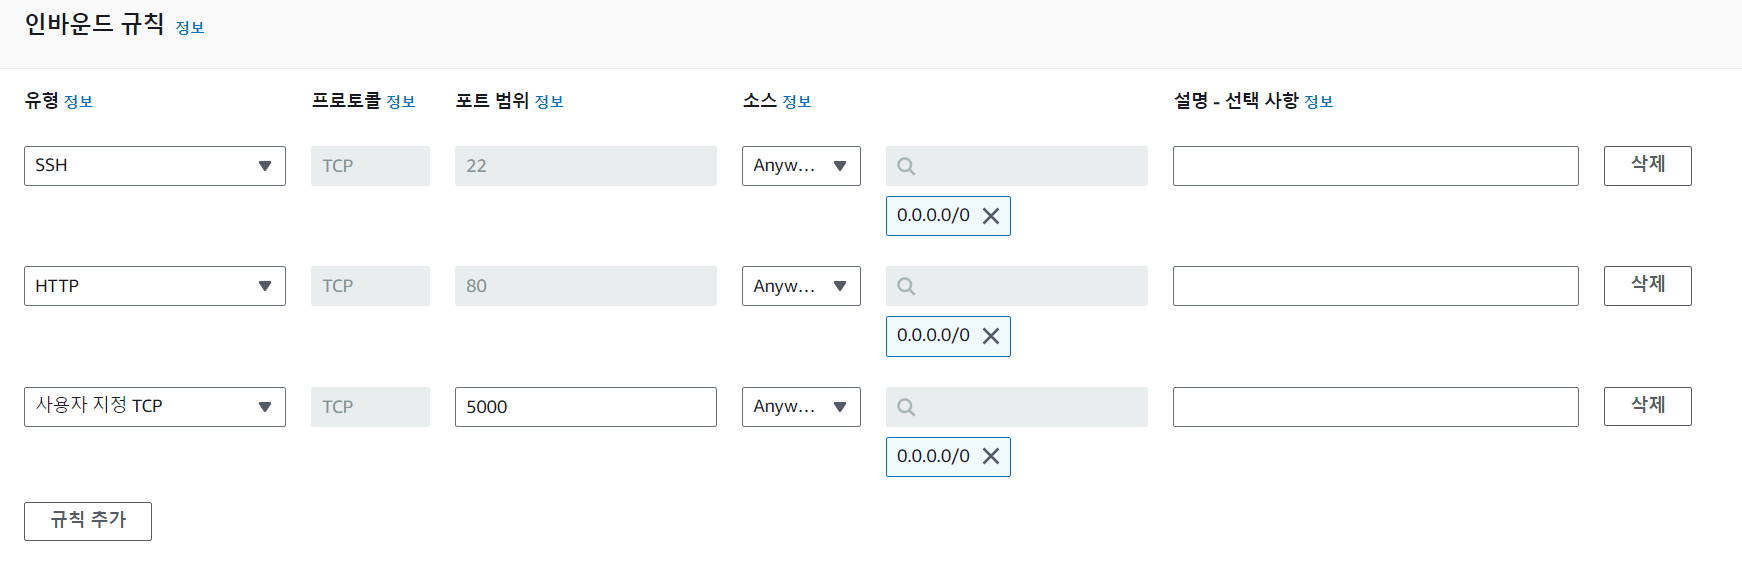 인바운드 규칙 정보
유형 정보 프로토콜 정보 포트 범위 정보 소스 정보 설명 - 선택 사항 정보
SSH TCP 22 Anyw... 삭제
0.0.0.0/0
HTTP TCP 80 Anyw... 삭제
0.0.0.0/0
사용자 지정 TCP TCP 5000 Anyw... 삭제
0.0.0.0/0
규칙 추가